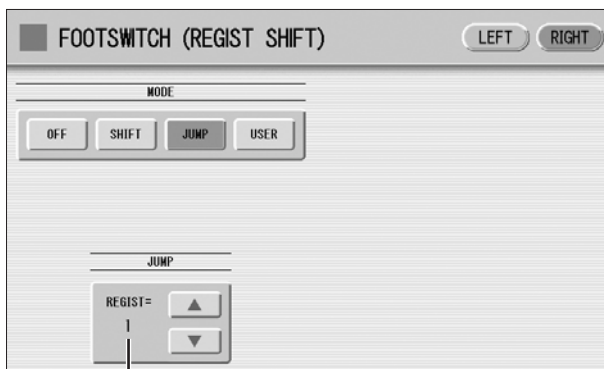 FOOTSWITCH (REGIST SHIFT) LEFT RIGHT
MODE
OFF SHIFT JUMP USER
JUMP
REGIST=
1